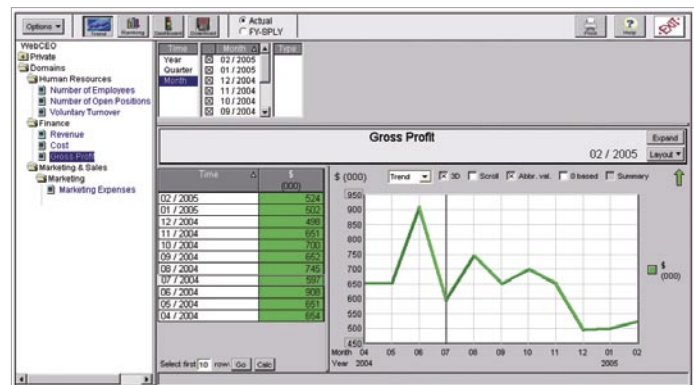 Options
Trend
Ranking
Dashboard
Download
Actual
FY-SPLY
Print
Help
EXIT
WebCEO
Private
Domains
Human Resources
Number of Employees
Number of Open Positions
Voluntary Turnover
Finance
Revenue
Cost
Gross Profit
Marketing & Sales
Marketing
Marketing Expenses
Time
Year
Quarter
Month
Month
02 / 2005
01 / 2005
12 / 2004
11 / 2004
10 / 2004
09 / 2004
Type
Gross Profit
Expand
02 / 2005
Layout
Time $ (000)
02 / 2005 524
01 / 2005 502
12 / 2004 498
11 / 2004 651
10 / 2004 700
09 / 2004 652
08 / 2004 745
07 / 2004 597
06 / 2004 908
05 / 2004 651
04 / 2004 654
Select first 10 rows Go Calc
$ (000) Trend 3D Scroll Abbr. val. 0 based Summary
950
900
850
800
750
700
650
600
550
500
450
Month 04 05 06 07 08 09 10 11 12 01 02
Year 2004 2005
$
(000)